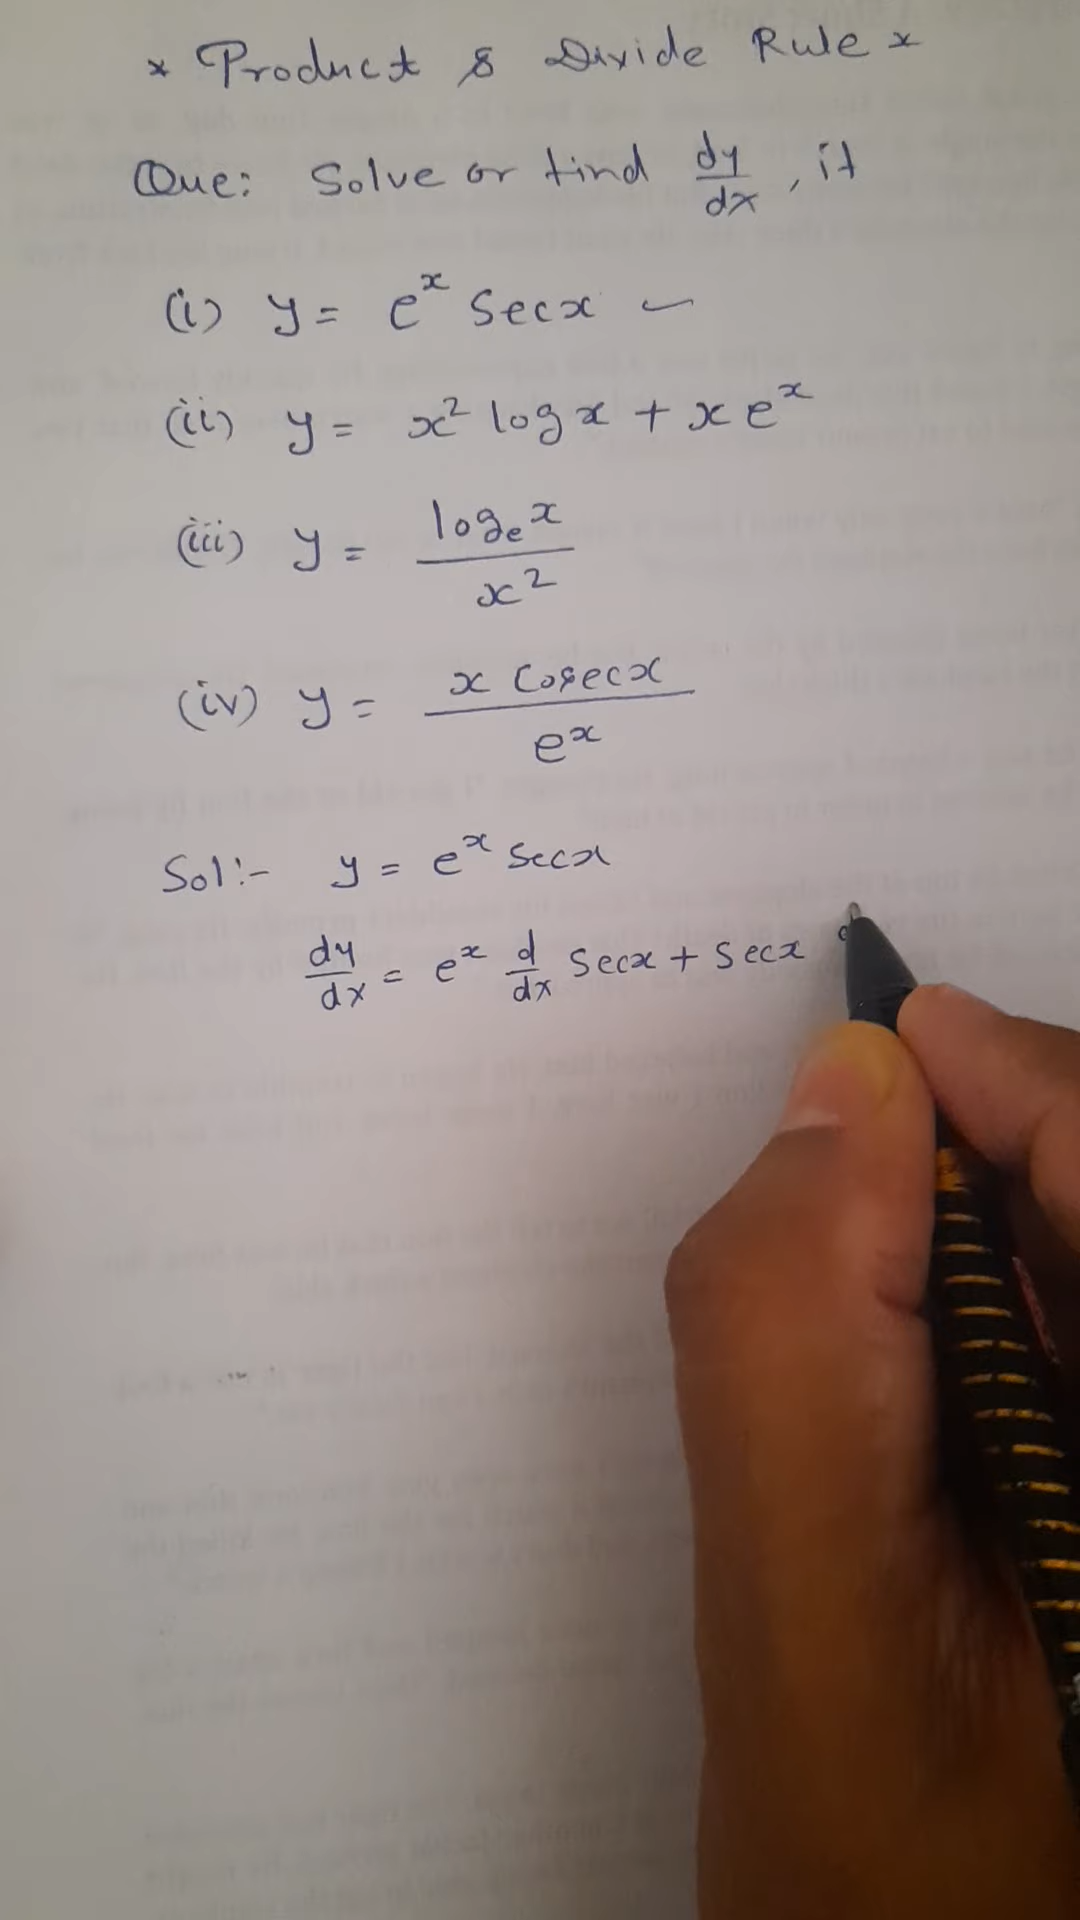 * Product & Divide Rule *
Que: Solve or find dy/dx, if
(i) y = e^x Secx
(ii) y = x² log x + x e^x
(iii) y = logₑ x / x²
(iv) y = x Cosecx / e^x
Sol:- y = e^x Secx
dy/dx = e^x d/dx Secx + Secx d